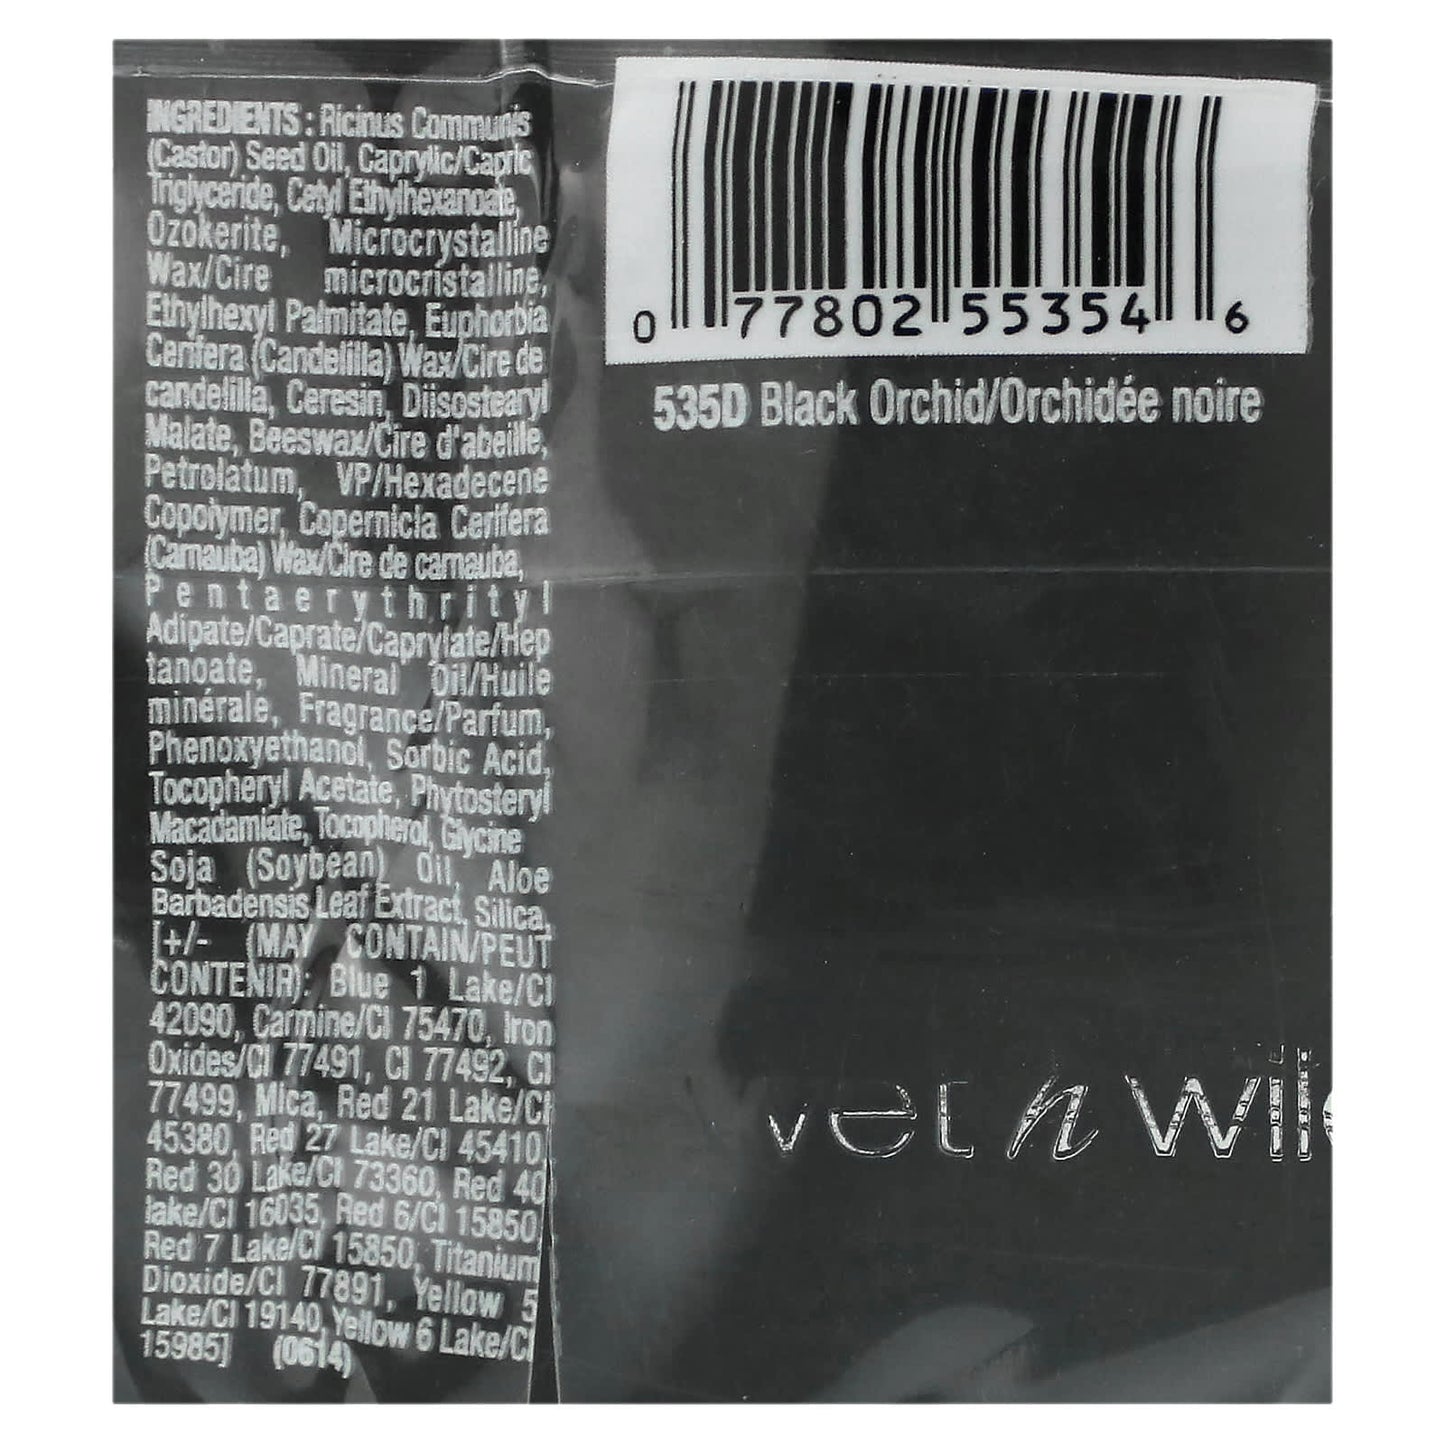 INGREDIENTS : Ricinus Communis
(Castor) Seed Oil, Caprylic/Capric
Triglyceride, Cetyl Ethylhexanoate,
Ozokerite, Microcrystalline
Wax/Cire microcristalline,
Ethylhexyl Palmitate, Euphorbia
Cerifera (Candelilla) Wax/Cire de
candelilla, Ceresin, Diisostearyl
Malate, Beeswax/Cire d'abeille,
Petrolatum, VP/Hexadecene
Copolymer, Copernicia Cerifera
(Carnauba) Wax/Cire de carnauba,
Pentaerythrityl
Adipate/Caprate/Caprylate/Hep
tanoate, Mineral Oil/Huile
minérale, Fragrance/Parfum,
Phenoxyethanol, Sorbic Acid,
Tocopheryl Acetate, Phytosteryl
Macadamiate, Tocopherol, Glycine
Soja (Soybean) Oil, Aloe
Barbadensis Leaf Extract, Silica,
[+/- (MAY CONTAIN/PEUT
CONTENIR): Blue 1 Lake/CI
42090, Carmine/CI 75470, Iron
Oxides/CI 77491, CI 77492, CI
77499, Mica, Red 21 Lake/CI
45380, Red 27 Lake/CI 45410,
Red 30 Lake/CI 73360, Red 40
lake/CI 16035, Red 6/CI 15850
Red 7 Lake/CI 15850, Titanium
Dioxide/CI 77891, Yellow 5
Lake/CI 19140, Yellow 6 Lake/CI
15985] (0614)
0 77802 55354 6
535D Black Orchid/Orchidée noire
wet n wild